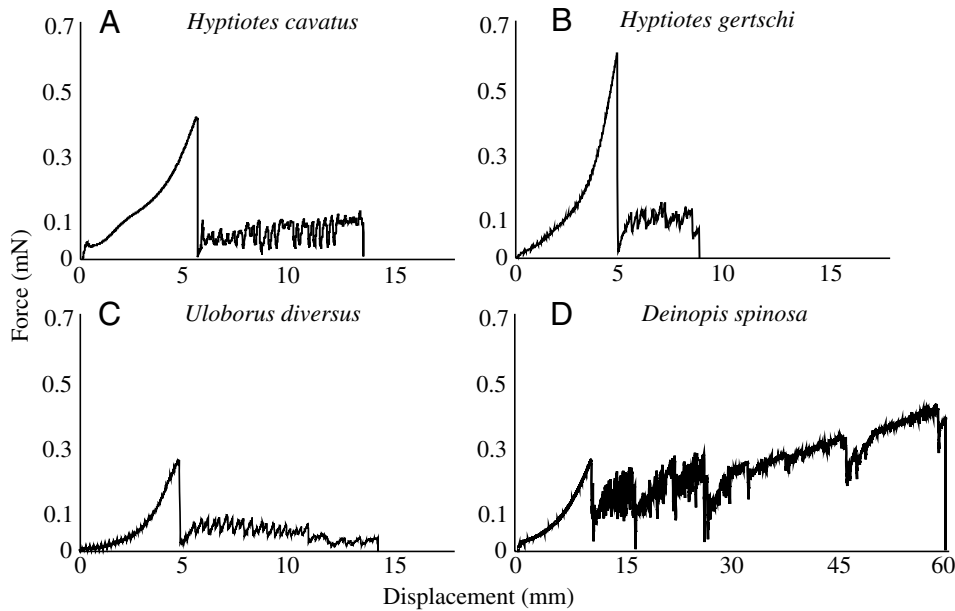 A Hyptiotes cavatus
0.7
0.5
0.3
0.1
0
0 5 10 15
B Hyptiotes gertschi
0.7
0.5
0.3
0.1
0
0 5 10 15
Force (mN)
C Uloborus diversus
0.7
0.5
0.3
0.1
0
0 5 10 15
D Deinopis spinosa
0.7
0.5
0.3
0.1
0
0 15 30 45 60
Displacement (mm)